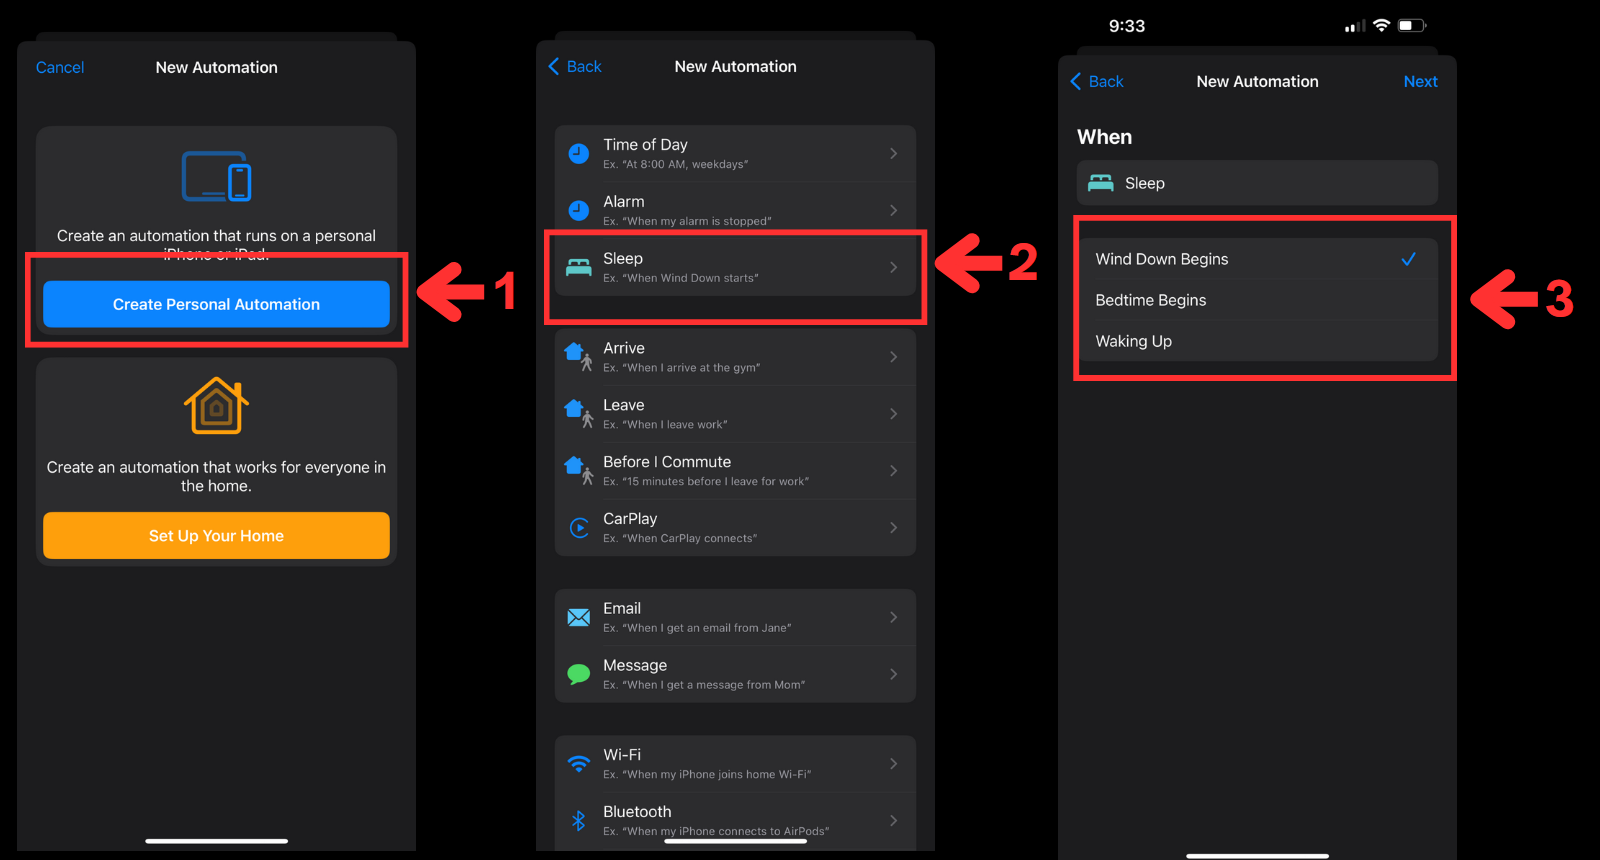 Cancel
New Automation
Create an automation that runs on a personal
iPhone or iPad.
Create Personal Automation
1
Create an automation that works for everyone in
the home.
Set Up Your Home
Back
New Automation
Time of Day
Ex. “At 8:00 AM, weekdays”
Alarm
Ex. “When my alarm is stopped”
Sleep
Ex. “When Wind Down starts”
2
Arrive
Ex. “When I arrive at the gym”
Leave
Ex. “When I leave work”
Before I Commute
Ex. “15 minutes before I leave for work”
CarPlay
Ex. “When CarPlay connects”
Email
Ex. “When I get an email from Jane”
Message
Ex. “When I get a message from Mom”
Wi-Fi
Ex. “When my iPhone joins home Wi-Fi”
Bluetooth
Ex. “When my iPhone connects to AirPods”
9:33
Back
New Automation
Next
When
Sleep
Wind Down Begins
Bedtime Begins
Waking Up
3